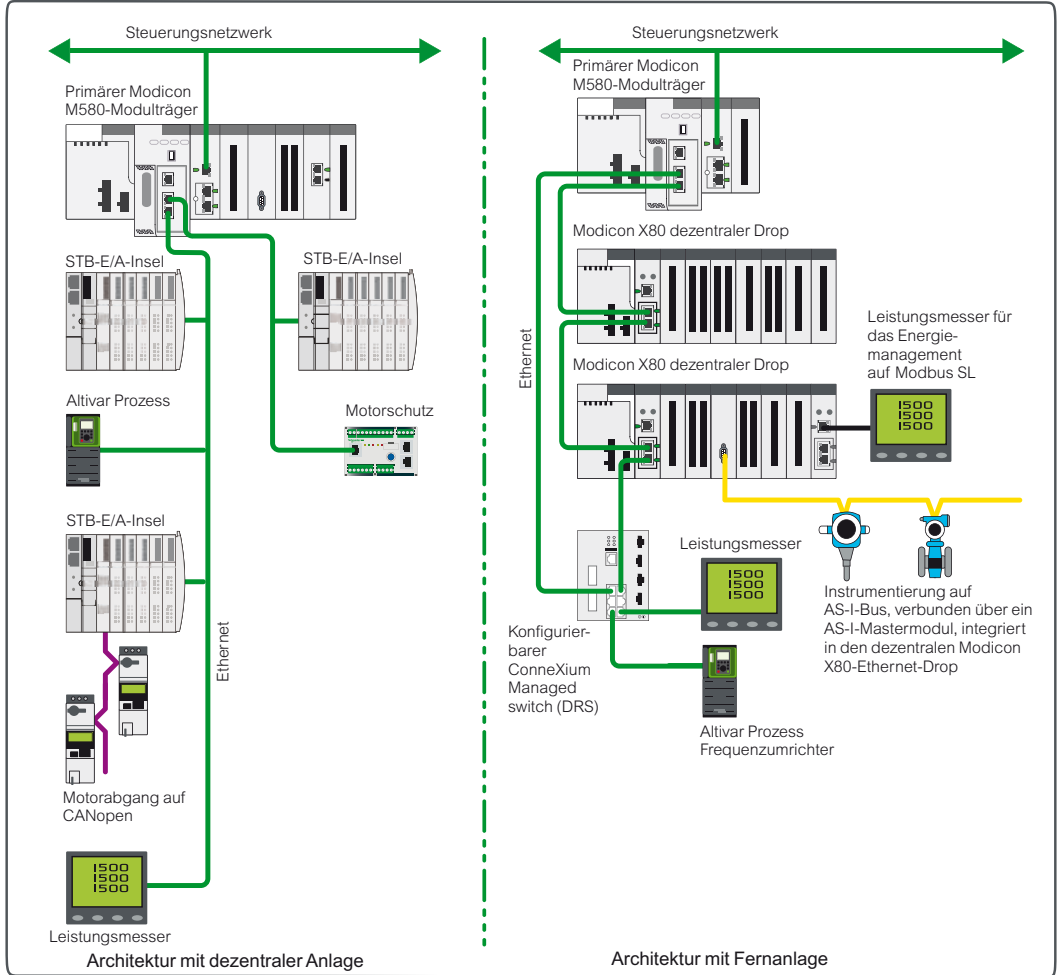 Steuerungsnetzwerk
Primärer Modicon
M580-Modulträger
STB-E/A-Insel
STB-E/A-Insel
Altivar Prozess
Motorschutz
STB-E/A-Insel
Ethernet
Motorabgang auf
CANopen
1500
1500
1500
Leistungsmesser
Architektur mit dezentraler Anlage
Steuerungsnetzwerk
Primärer Modicon
M580-Modulträger
Modicon X80 dezentraler Drop
Ethernet
Modicon X80 dezentraler Drop
Leistungsmesser für
das Energie-
management
auf Modbus SL
1500
1500
1500
Leistungsmesser
1500
1500
1500
Konfigurier-
barer
ConneXium
Managed
switch (DRS)
Instrumentierung auf
AS-I-Bus, verbunden über ein
AS-I-Mastermodul, integriert
in den dezentralen Modicon
X80-Ethernet-Drop
Altivar Prozess
Frequenzumrichter
Architektur mit Fernanlage